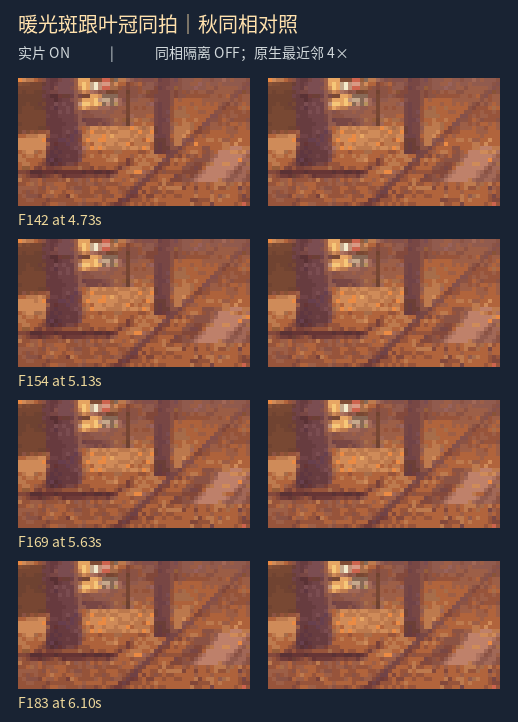 暖光斑跟叶冠同拍｜秋同相对照
实片 ON | 同相隔离 OFF；原生最近邻 4×
F142 at 4.73s
F154 at 5.13s
F169 at 5.63s
F183 at 6.10s